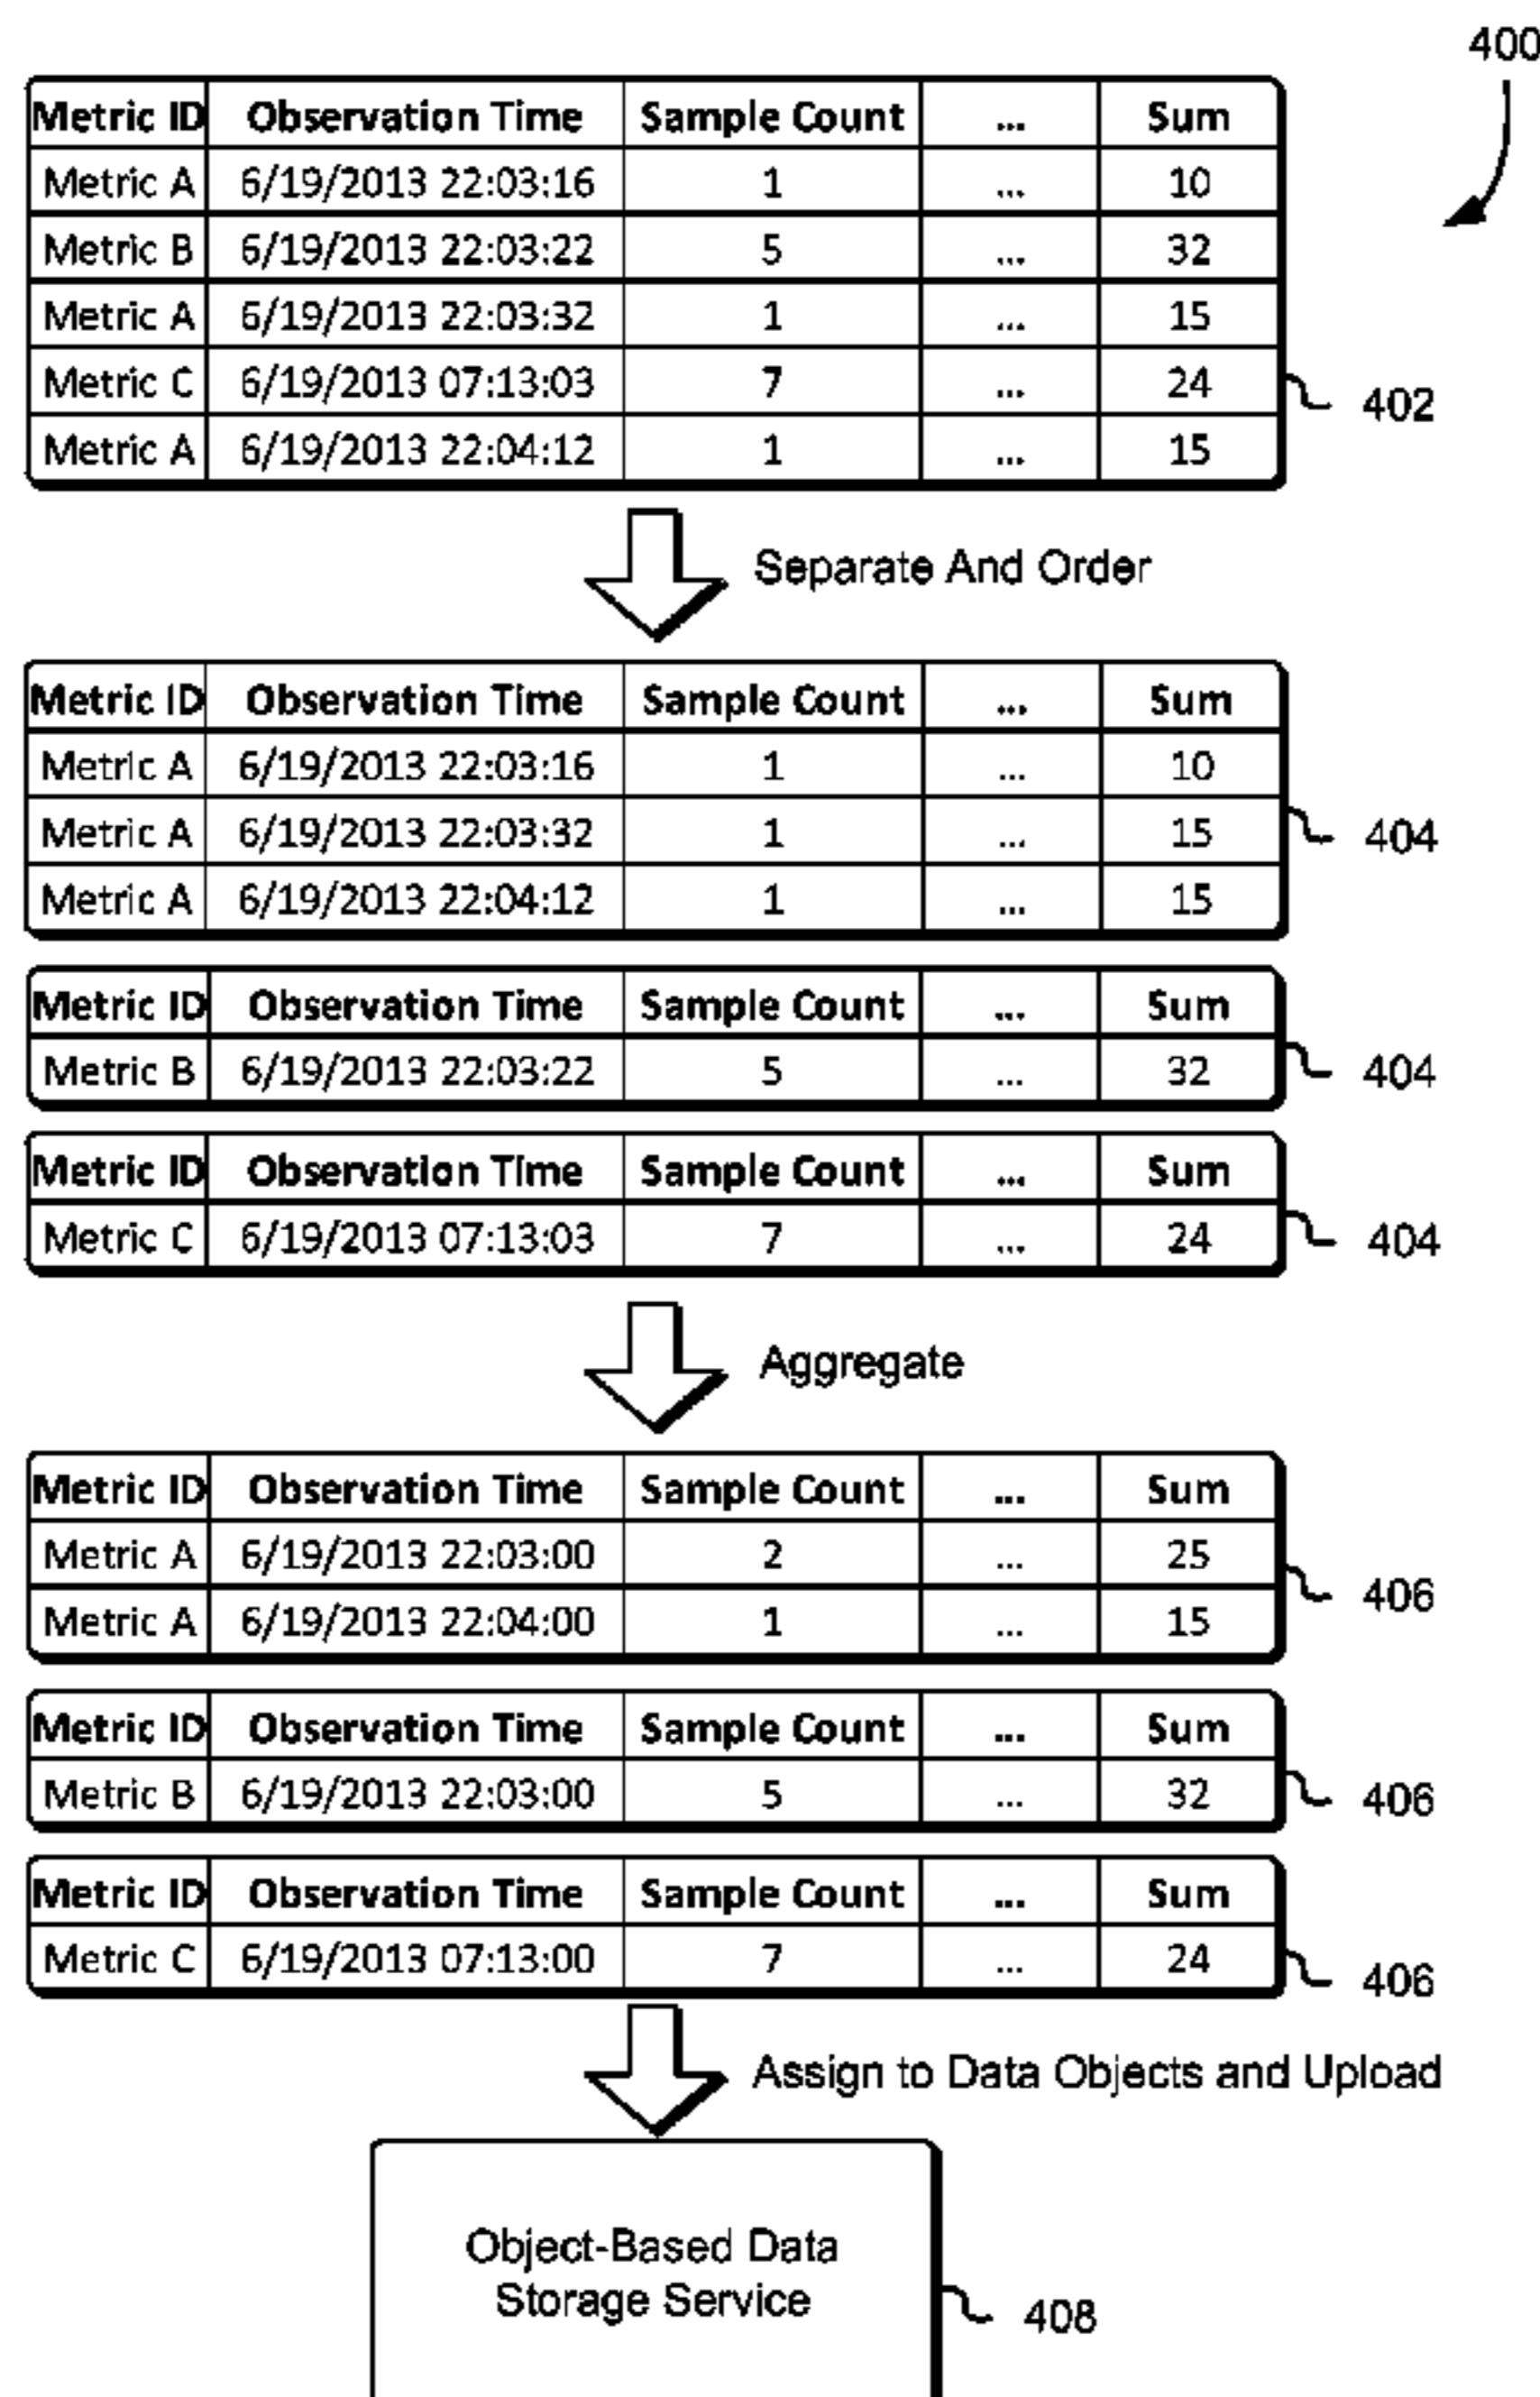 400
Metric ID Observation Time Sample Count ... Sum
Metric A 6/19/2013 22:03:16 1 ... 10
Metric B 6/19/2013 22:03:22 5 ... 32
Metric A 6/19/2013 22:03:32 1 ... 15
Metric C 6/19/2013 07:13:03 7 ... 24
402
Metric A 6/19/2013 22:04:12 1 ... 15
Separate And Order
Metric ID Observation Time Sample Count ... Sum
Metric A 6/19/2013 22:03:16 1 ... 10
Metric A 6/19/2013 22:03:32 1 ... 15
404
Metric A 6/19/2013 22:04:12 1 ... 15
Metric ID Observation Time Sample Count ... Sum
Metric B 6/19/2013 22:03:22 5 ... 32
404
Metric ID Observation Time Sample Count ... Sum
Metric C 6/19/2013 07:13:03 7 ... 24
404
Aggregate
Metric ID Observation Time Sample Count ... Sum
Metric A 6/19/2013 22:03:00 2 ... 25
406
Metric A 6/19/2013 22:04:00 1 ... 15
Metric ID Observation Time Sample Count ... Sum
Metric B 6/19/2013 22:03:00 5 ... 32
406
Metric ID Observation Time Sample Count ... Sum
Metric C 6/19/2013 07:13:00 7 ... 24
406
Assign to Data Objects and Upload
Object-Based Data
Storage Service
408